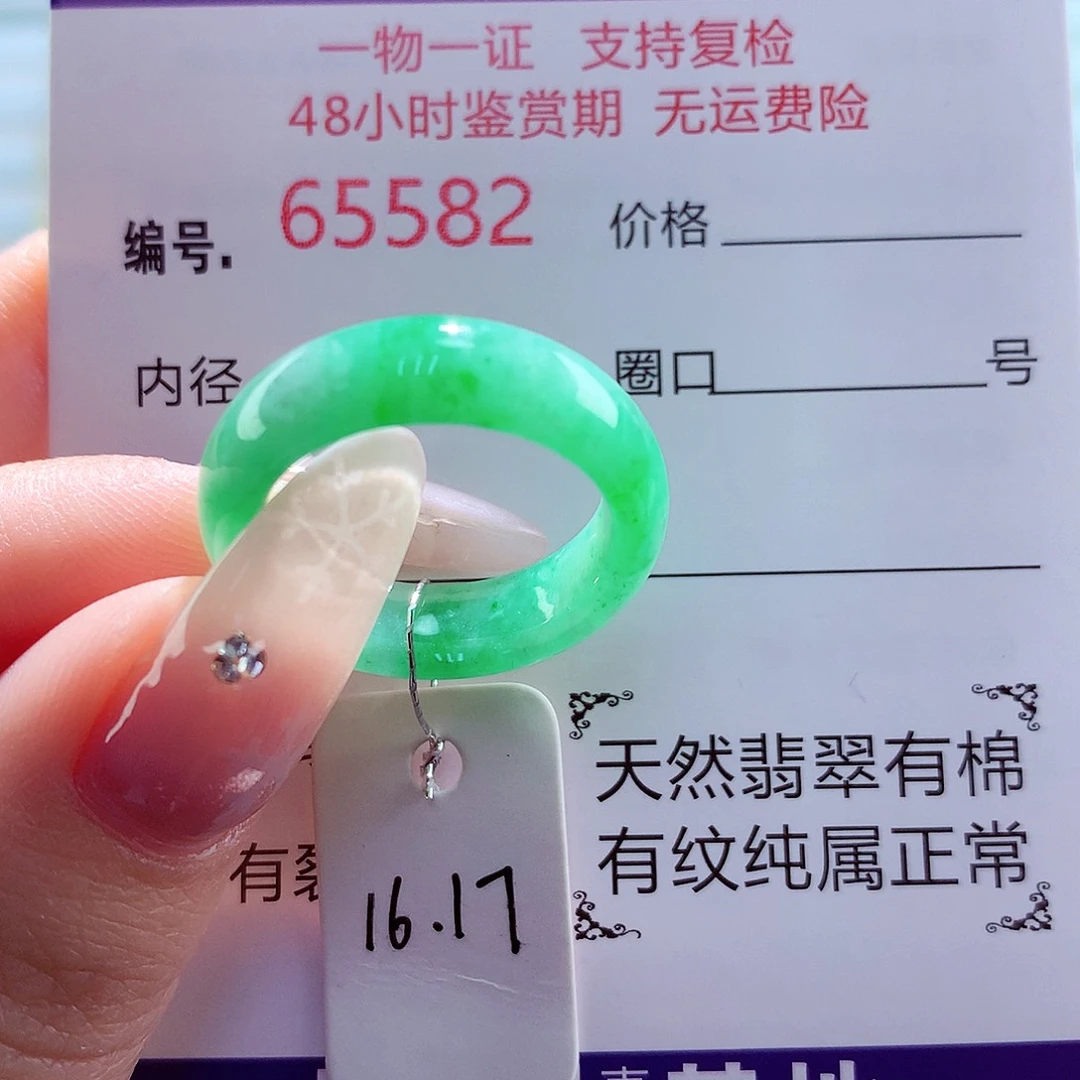 一物一证 支持复检
48小时鉴赏期 无运费险
编号. 65582 价格
内径 圈口 号
天然翡翠有棉
有裂 有纹纯属正常
16.17